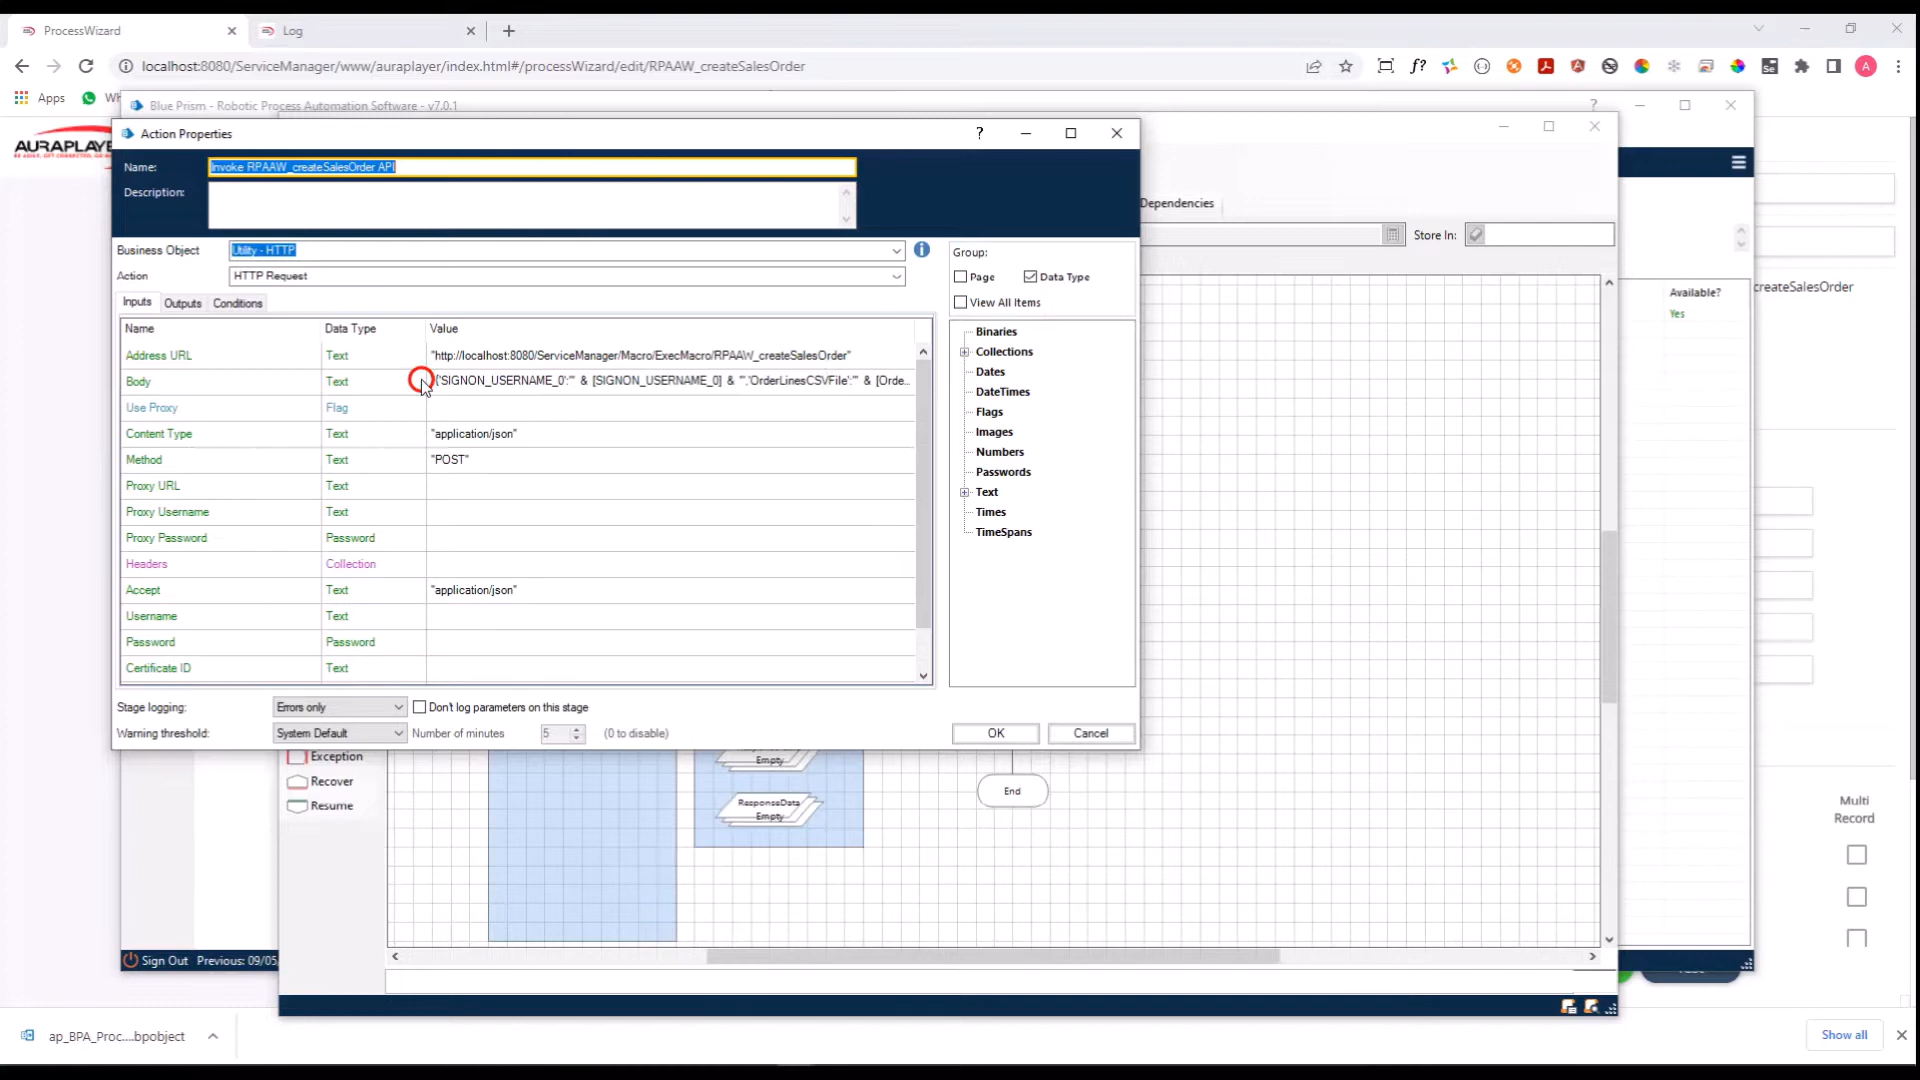 ProcessWizard
Log
localhost:8080/ServiceManager/www/auraplayer/index.html#/processWizard/edit/RPAAW_createSalesOrder
f?
A
Apps
Blue Prism - Robotic Process Automation Software - v7.0.1
Action Properties
?
Name: Invoke RPAAW_createSalesOrder API
Description:
Business Object Utility - HTTP
Action HTTP Request
Inputs Outputs Conditions
Name Data Type Value
Address URL Text "http://localhost:8080/ServiceManager/Macro/ExecMacro/RPAAW_createSalesOrder"
Body Text {'SIGNON_USERNAME_0':'" & [SIGNON_USERNAME_0] & "','OrderLinesCSVFile':'" & [Orde...
Use Proxy Flag
Content Type Text "application/json"
Method Text "POST"
Proxy URL Text
Proxy Username Text
Proxy Password Password
Headers Collection
Accept Text "application/json"
Username Text
Password Password
Certificate ID Text
Group:
Page Data Type
View All Items
Binaries
Collections
Dates
DateTimes
Flags
Images
Numbers
Passwords
Text
Times
TimeSpans
Stage logging: Errors only Don't log parameters on this stage
Warning threshold: System Default Number of minutes 5 (0 to disable)
OK Cancel
Dependencies
Store In:
createSalesOrder
Available?
Yes
Exception
Recover
Resume
Empty
ResponseData
Empty
End
Multi
Record
Sign Out Previous: 09/05
ap_BPA_Proc....bpobject
Show all